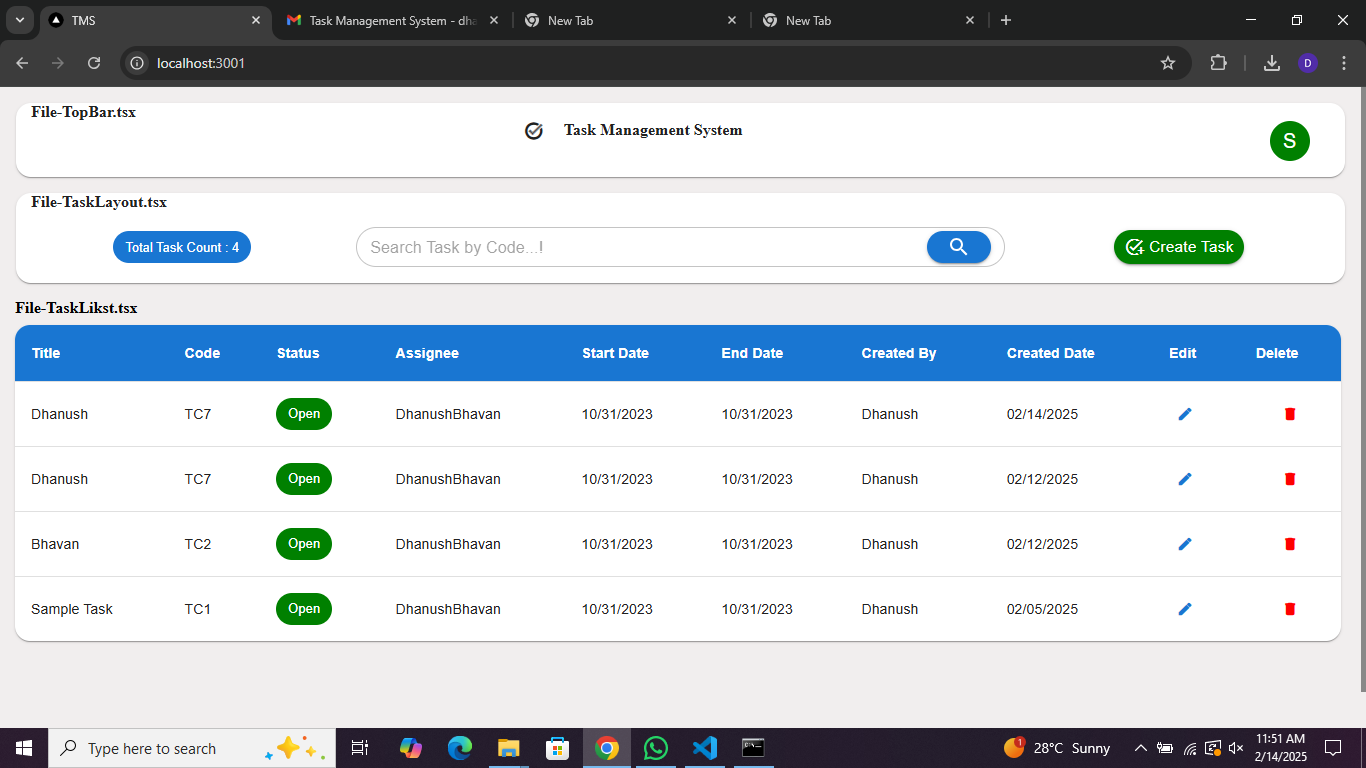 TMS
Task Management System - dha
New Tab
New Tab
localhost:3001
D
File-TopBar.tsx
Task Management System
S
File-TaskLayout.tsx
Total Task Count : 4
Search Task by Code...!
Create Task
File-TaskLikst.tsx
Title Code Status Assignee Start Date End Date Created By Created Date Edit Delete
Dhanush TC7 Open DhanushBhavan 10/31/2023 10/31/2023 Dhanush 02/14/2025
Dhanush TC7 Open DhanushBhavan 10/31/2023 10/31/2023 Dhanush 02/12/2025
Bhavan TC2 Open DhanushBhavan 10/31/2023 10/31/2023 Dhanush 02/12/2025
Sample Task TC1 Open DhanushBhavan 10/31/2023 10/31/2023 Dhanush 02/05/2025
Type here to search
1
28°C Sunny
11:51 AM
2/14/2025